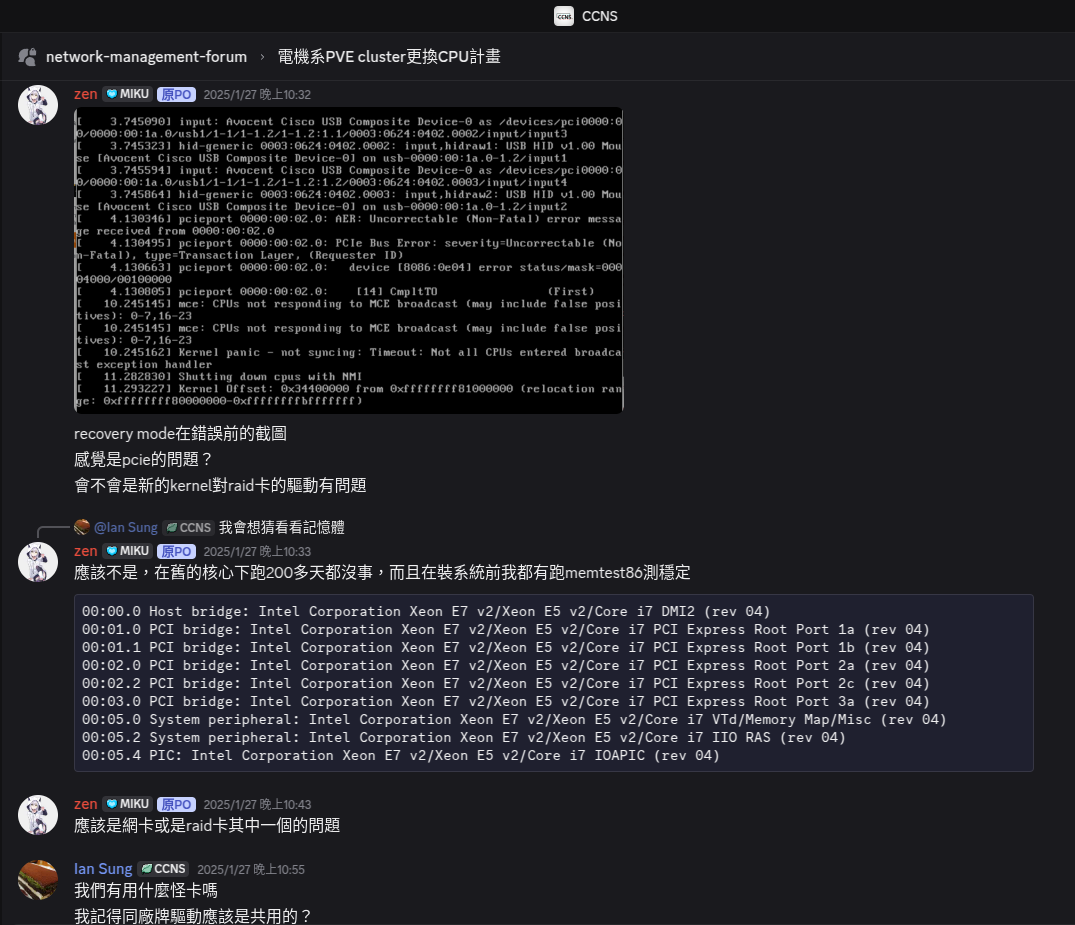 CCNS
network-management-forum › 電機系PVE cluster更換CPU計畫
zen MIKU 原PO 2025/1/27 晚上10:32
[    3.745090] input: Avocent Cisco USB Composite Device-0 as /devices/pci0000:0
0/0000:00:1a.0/usb1/1-1/1-1.2/1-1.2:1.1/0003:0624:0402.0002/input/input3
[    3.745323] hid-generic 0003:0624:0402.0002: input,hidraw1: USB HID v1.00 Mou
se [Avocent Cisco USB Composite Device-0] on usb-0000:00:1a.0-1.2/input1
[    3.745594] input: Avocent Cisco USB Composite Device-0 as /devices/pci0000:0
0/0000:00:1a.0/usb1/1-1/1-1.2/1-1.2:1.2/0003:0624:0402.0003/input/input4
[    3.745864] hid-generic 0003:0624:0402.0003: input,hidraw2: USB HID v1.00 Mou
se [Avocent Cisco USB Composite Device-0] on usb-0000:00:1a.0-1.2/input2
[    4.130346] pcieport 0000:00:02.0: AER: Uncorrectable (Non-Fatal) error messa
ge received from 0000:00:02.0
[    4.130495] pcieport 0000:00:02.0: PCIe Bus Error: severity=Uncorrectable (No
n-Fatal), type=Transaction Layer, (Requester ID)
[    4.130663] pcieport 0000:00:02.0:   device [8086:0e04] error status/mask=000
04000/00100000
[    4.130805] pcieport 0000:00:02.0:    [14] CmpltTO                (First)
[   10.245145] mce: CPUs not responding to MCE broadcast (may include false posi
tives): 0-7,16-23
[   10.245145] mce: CPUs not responding to MCE broadcast (may include false posi
tives): 0-7,16-23
[   10.245162] Kernel panic - not syncing: Timeout: Not all CPUs entered broadca
st exception handler
[   11.282830] Shutting down cpus with NMI
[   11.293227] Kernel Offset: 0x34400000 from 0xffffffff81000000 (relocation ran
ge: 0xffffffff80000000-0xffffffffbfffffff)
recovery mode在錯誤前的截圖
感覺是pcie的問題？
會不會是新的kernel對raid卡的驅動有問題
@Ian Sung CCNS 我會想猜看看記憶體
zen MIKU 原PO 2025/1/27 晚上10:33
應該不是，在舊的核心下跑200多天都沒事，而且在裝系統前我都有跑memtest86測穩定
00:00.0 Host bridge: Intel Corporation Xeon E7 v2/Xeon E5 v2/Core i7 DMI2 (rev 04)
00:01.0 PCI bridge: Intel Corporation Xeon E7 v2/Xeon E5 v2/Core i7 PCI Express Root Port 1a (rev 04)
00:01.1 PCI bridge: Intel Corporation Xeon E7 v2/Xeon E5 v2/Core i7 PCI Express Root Port 1b (rev 04)
00:02.0 PCI bridge: Intel Corporation Xeon E7 v2/Xeon E5 v2/Core i7 PCI Express Root Port 2a (rev 04)
00:02.2 PCI bridge: Intel Corporation Xeon E7 v2/Xeon E5 v2/Core i7 PCI Express Root Port 2c (rev 04)
00:03.0 PCI bridge: Intel Corporation Xeon E7 v2/Xeon E5 v2/Core i7 PCI Express Root Port 3a (rev 04)
00:05.0 System peripheral: Intel Corporation Xeon E7 v2/Xeon E5 v2/Core i7 VTd/Memory Map/Misc (rev 04)
00:05.2 System peripheral: Intel Corporation Xeon E7 v2/Xeon E5 v2/Core i7 IIO RAS (rev 04)
00:05.4 PIC: Intel Corporation Xeon E7 v2/Xeon E5 v2/Core i7 IOAPIC (rev 04)
zen MIKU 原PO 2025/1/27 晚上10:43
應該是網卡或是raid卡其中一個的問題
Ian Sung CCNS 2025/1/27 晚上10:55
我們有用什麼怪卡嗎
我記得同廠牌驅動應該是共用的？